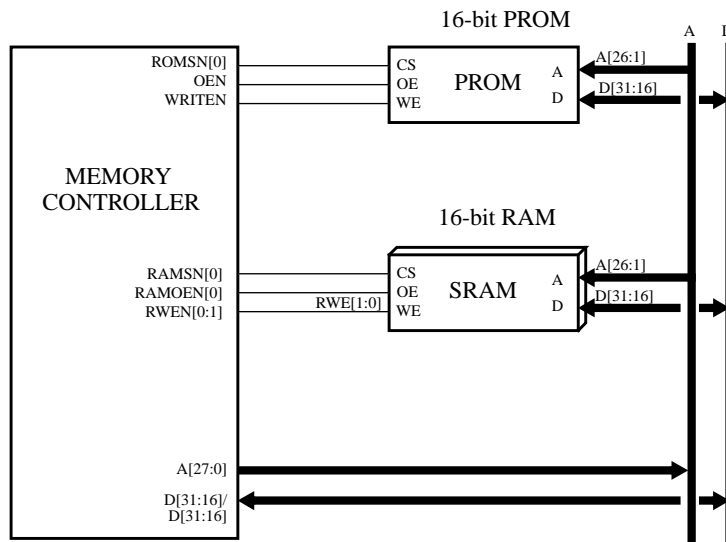 16-bit PROM
A D
ROMSN[0] CS A A[26:1]
OEN OE PROM
WRITEN WE D D[31:16]
MEMORY
CONTROLLER
16-bit RAM
RAMSN[0] CS A A[26:1]
RAMOEN[0] OE SRAM
RWEN[0:1] RWE[1:0] WE D D[31:16]
A[27:0]
D[31:16]/
D[31:16]